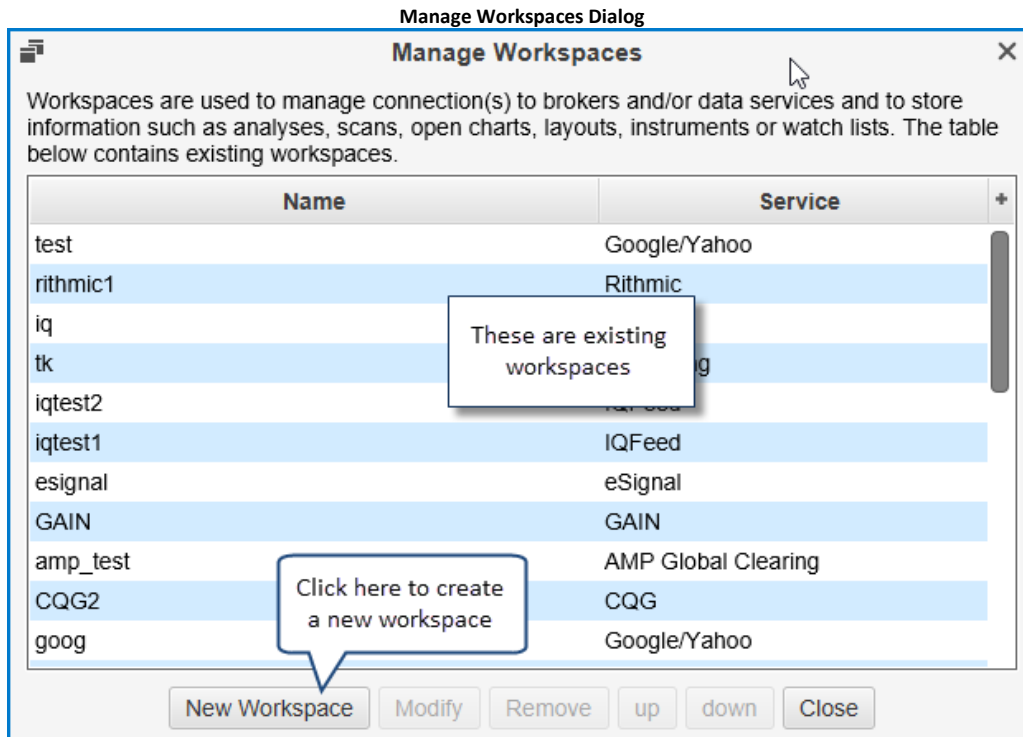 Manage Workspaces Dialog
Manage Workspaces
Workspaces are used to manage connection(s) to brokers and/or data services and to store
information such as analyses, scans, open charts, layouts, instruments or watch lists. The table
below contains existing workspaces.
Name Service +
test Google/Yahoo
rithmic1 Rithmic
iq
These are existing
workspaces
tk
iqtest2
iqtest1 IQFeed
esignal eSignal
GAIN GAIN
amp_test AMP Global Clearing
Click here to create
a new workspace
CQG2 CQG
goog Google/Yahoo
New Workspace Modify Remove up down Close